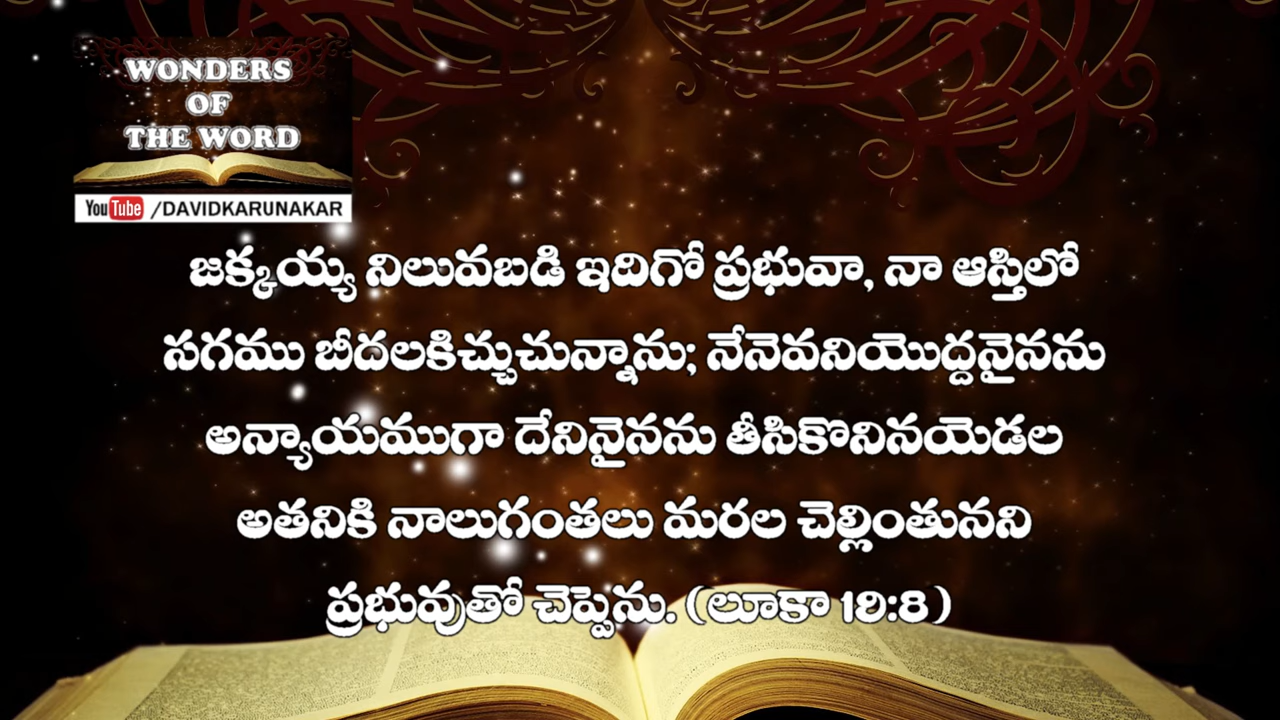 WONDERS
OF
THE WORD
YouTube /DAVIDKARUNAKAR
జక్కయ్య నిలువబడి ఇదిగో ప్రభువా, నా ఆస్తిలో
సగము బీదలకిచ్చుచున్నాను; నేనెవనియొద్దనైనను
అన్యాయముగా దేనినైనను తీసికొనినయెడల
అతనికి నాలుగంతలు మరల చెల్లింతునని
ప్రభువుతో చెప్పెను. (లూకా 19:8)